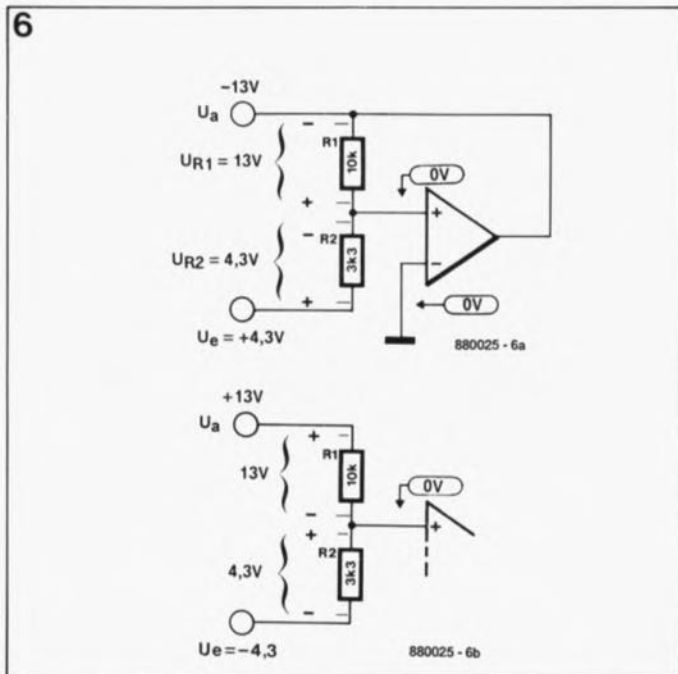 6
−13V
Ua
UR1 = 13V
R1
10k
0V
UR2 = 4,3V
R2
3k3
Ue = +4,3V
0V
880025 - 6a
+13V
Ua
13V
R1
10k
0V
4,3V
R2
3k3
Ue=−4,3
880025 - 6b